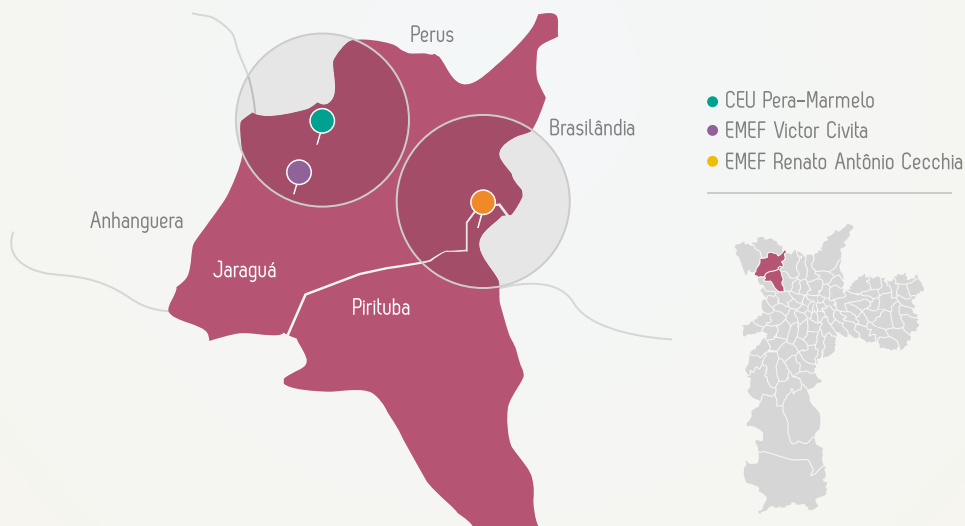 Perus
Brasilândia
Anhanguera
Jaraguá
Pirituba
CEU Pera-Marmelo
EMEF Victor Civita
EMEF Renato Antônio Cecchia